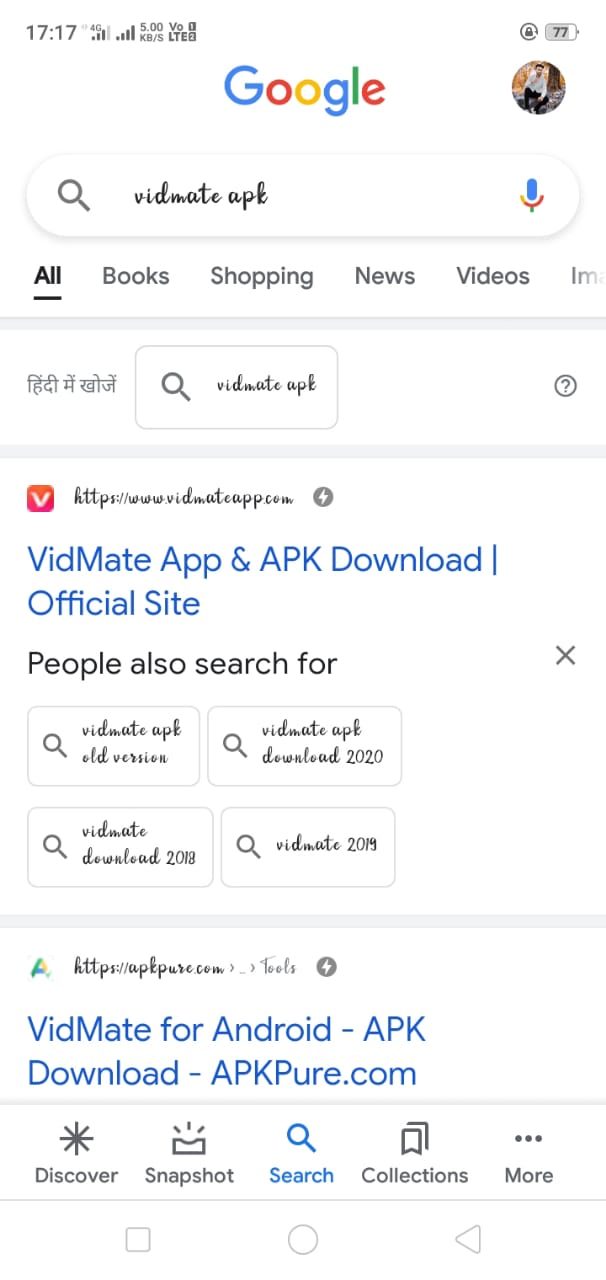 17:17 4G 5.00 KB/S Vo LTE 1 2 77
Google
vidmate apk
All Books Shopping News Videos Ima
हिंदी में खोजें vidmate apk
https://www.vidmateapp.com
VidMate App & APK Download |
Official Site
People also search for
vidmate apk
old version
vidmate apk
download 2020
vidmate
download 2018
vidmate 2019
https://apkpure.com › ... › Tools
VidMate for Android - APK
Download - APKPure.com
Discover Snapshot Search Collections More